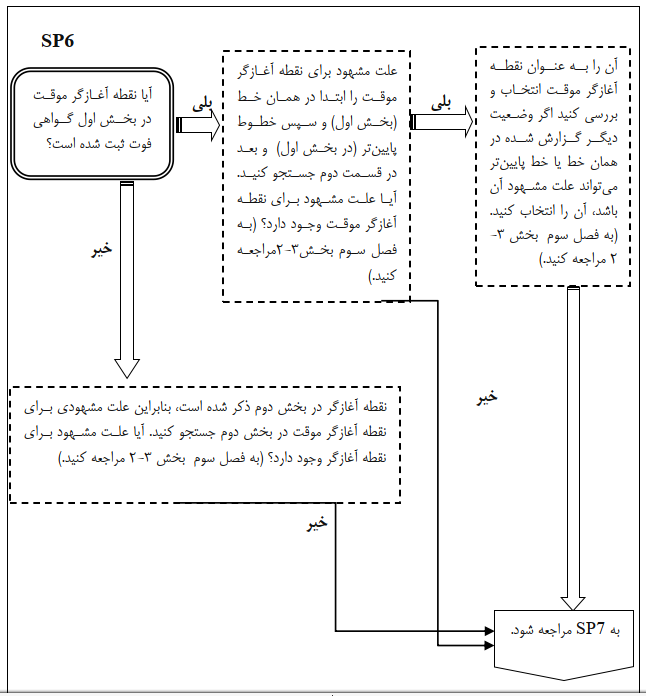 SP6
آیا نقطه آغازگر موقت
در بخش اول گواهی
فوت ثبت شده است؟
بلی
علت مشهود برای نقطه آغازگر
موقت را ابتدا در همان خط
(بخش اول) و سپس خطوط
پایین‌تر (در بخش اول) و بعد
در قسمت دوم جستجو کنید.
آیا علت مشهود برای نقطه
آغازگر موقت وجود دارد؟ (به
فصل سوم بخش۳-۲مراجعه
کنید.)
بلی
آن را به عنوان نقطه
آغازگر موقت انتخاب و
بررسی کنید اگر وضعیت
دیگر گزارش شده در
همان خط یا خط پایین‌تر
می‌تواند علت مشهود آن
باشد، آن را انتخاب کنید.
(به فصل سوم بخش ۳-
۲ مراجعه کنید.)
خیر
خیر
نقطه آغازگر در بخش دوم ذکر شده است، بنابراین علت مشهودی برای
نقطه آغازگر موقت در بخش دوم جستجو کنید. آیا علت مشهود برای
نقطه آغازگر وجود دارد؟ (به فصل سوم بخش ۳-۲ مراجعه کنید.)
خیر
به SP7 مراجعه شود.